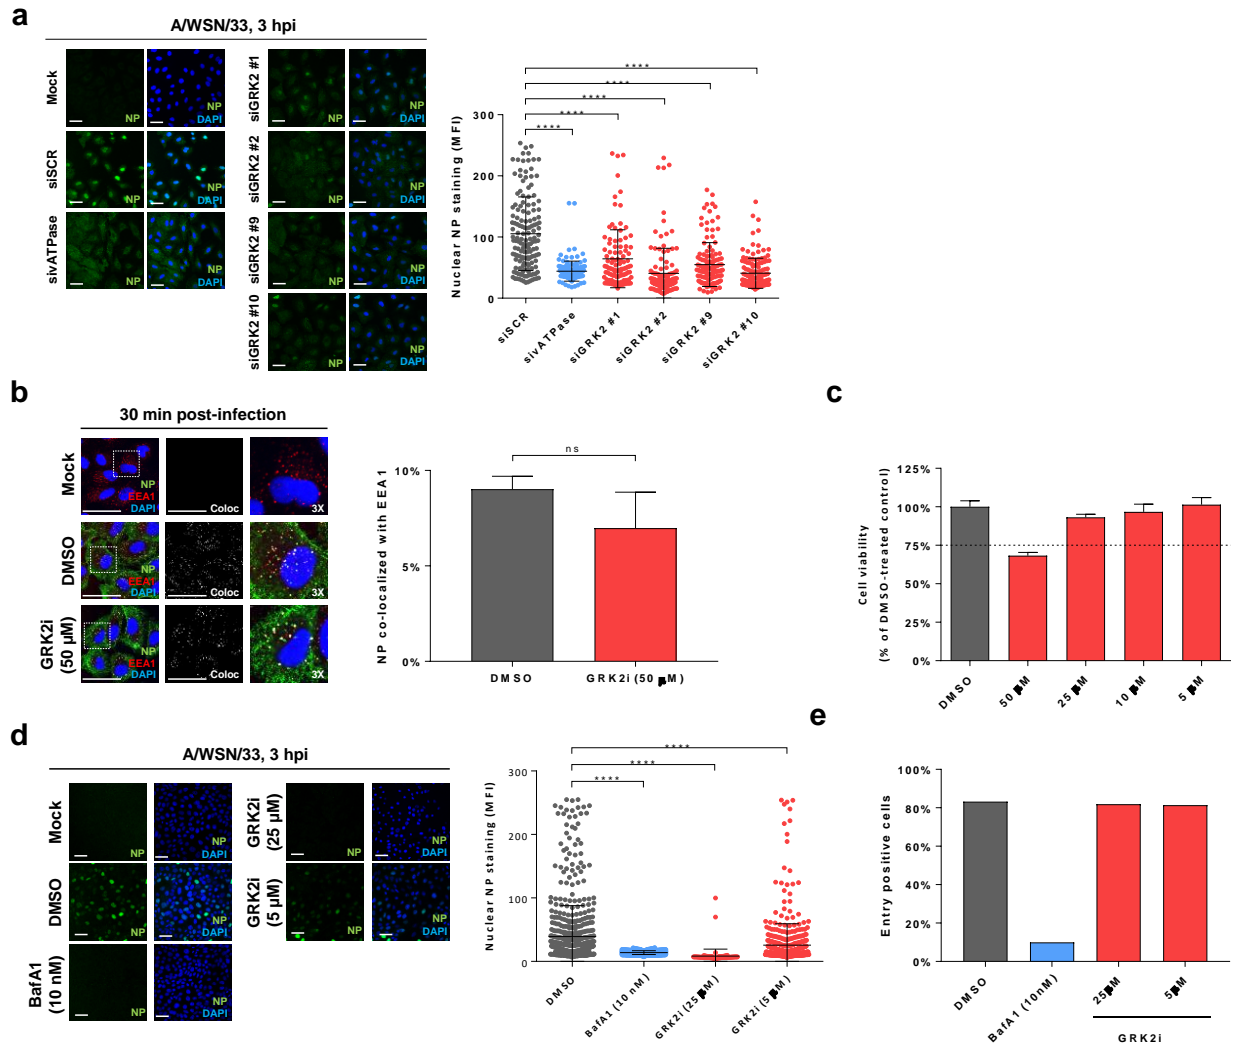 a
A/WSN/33, 3 hpi
Mock
NP
NP
DAPI
siSCR
NP
NP
DAPI
sivATPase
NP
NP
DAPI
siGRK2 #1
NP
NP
DAPI
siGRK2 #2
NP
NP
DAPI
siGRK2 #9
NP
NP
DAPI
siGRK2 #10
NP
NP
DAPI
Nuclear NP staining (MFI)
300
200
100
0
****
****
****
****
****
siSCR
sivATPase
siGRK2 #1
siGRK2 #2
siGRK2 #9
siGRK2 #10
b
30 min post-infection
Mock
NP
EEA1
DAPI
Coloc
3X
DMSO
NP
EEA1
DAPI
Coloc
3X
GRK2i
(50 µM)
NP
EEA1
DAPI
Coloc
3X
NP co-localized with EEA1
10%
5%
0%
ns
DMSO
GRK2i (50 µM)
c
Cell viability
(% of DMSO-treated control)
125%
100%
75%
50%
25%
0%
DMSO
50 µM
25 µM
10 µM
5 µM
d
A/WSN/33, 3 hpi
Mock
NP
NP
DAPI
DMSO
NP
NP
DAPI
BafA1
(10 nM)
NP
NP
DAPI
GRK2i
(25 µM)
NP
NP
DAPI
GRK2i
(5 µM)
NP
NP
DAPI
Nuclear NP staining (MFI)
300
200
100
0
****
****
****
DMSO
BafA1 (10 nM)
GRK2i (25 µM)
GRK2i (5 µM)
e
Entry positive cells
100%
80%
60%
40%
20%
0%
DMSO
BafA1 (10nM)
25µM
5µM
GRK2i